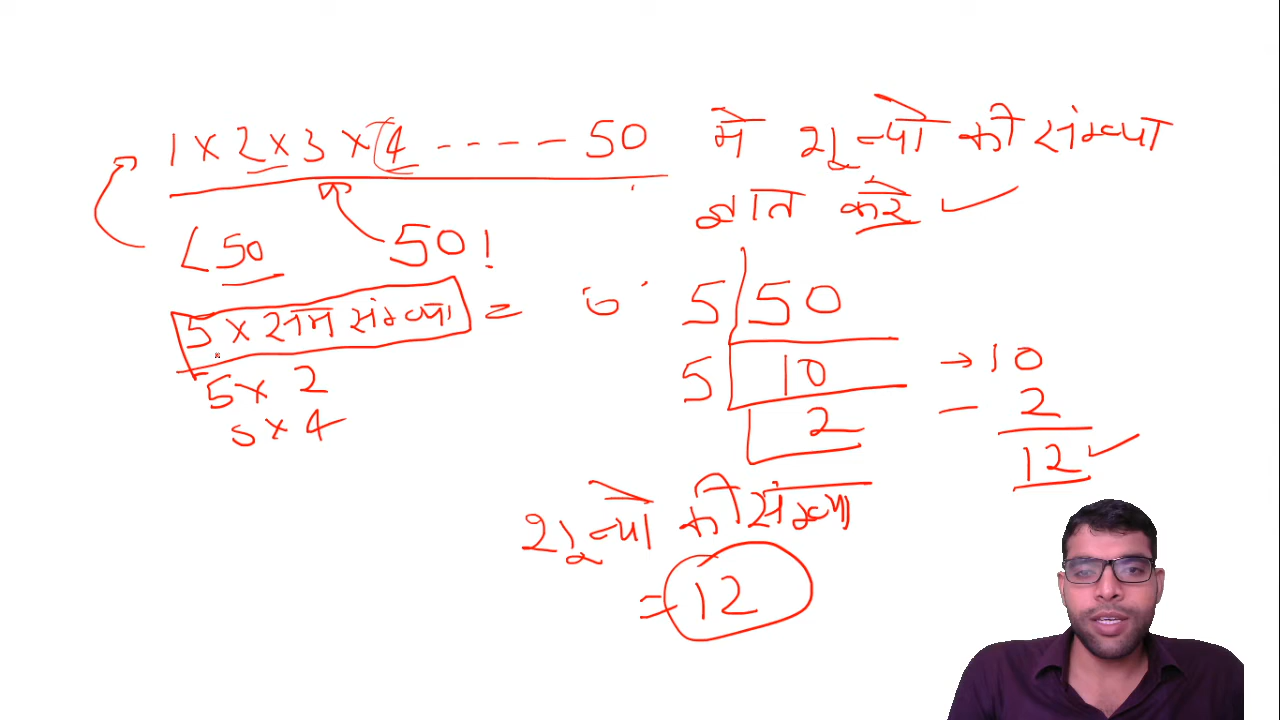 1 × 2 × 3 × 4 ---- 50 में शून्यो की संख्या
ज्ञात करे ✓
∠50 50!
5 × सम संख्या = 0
5 × 2
5 × 4
5 | 50
5 | 10 → 10
2 – 2
12 ✓
शून्यो की संख्या
= 12